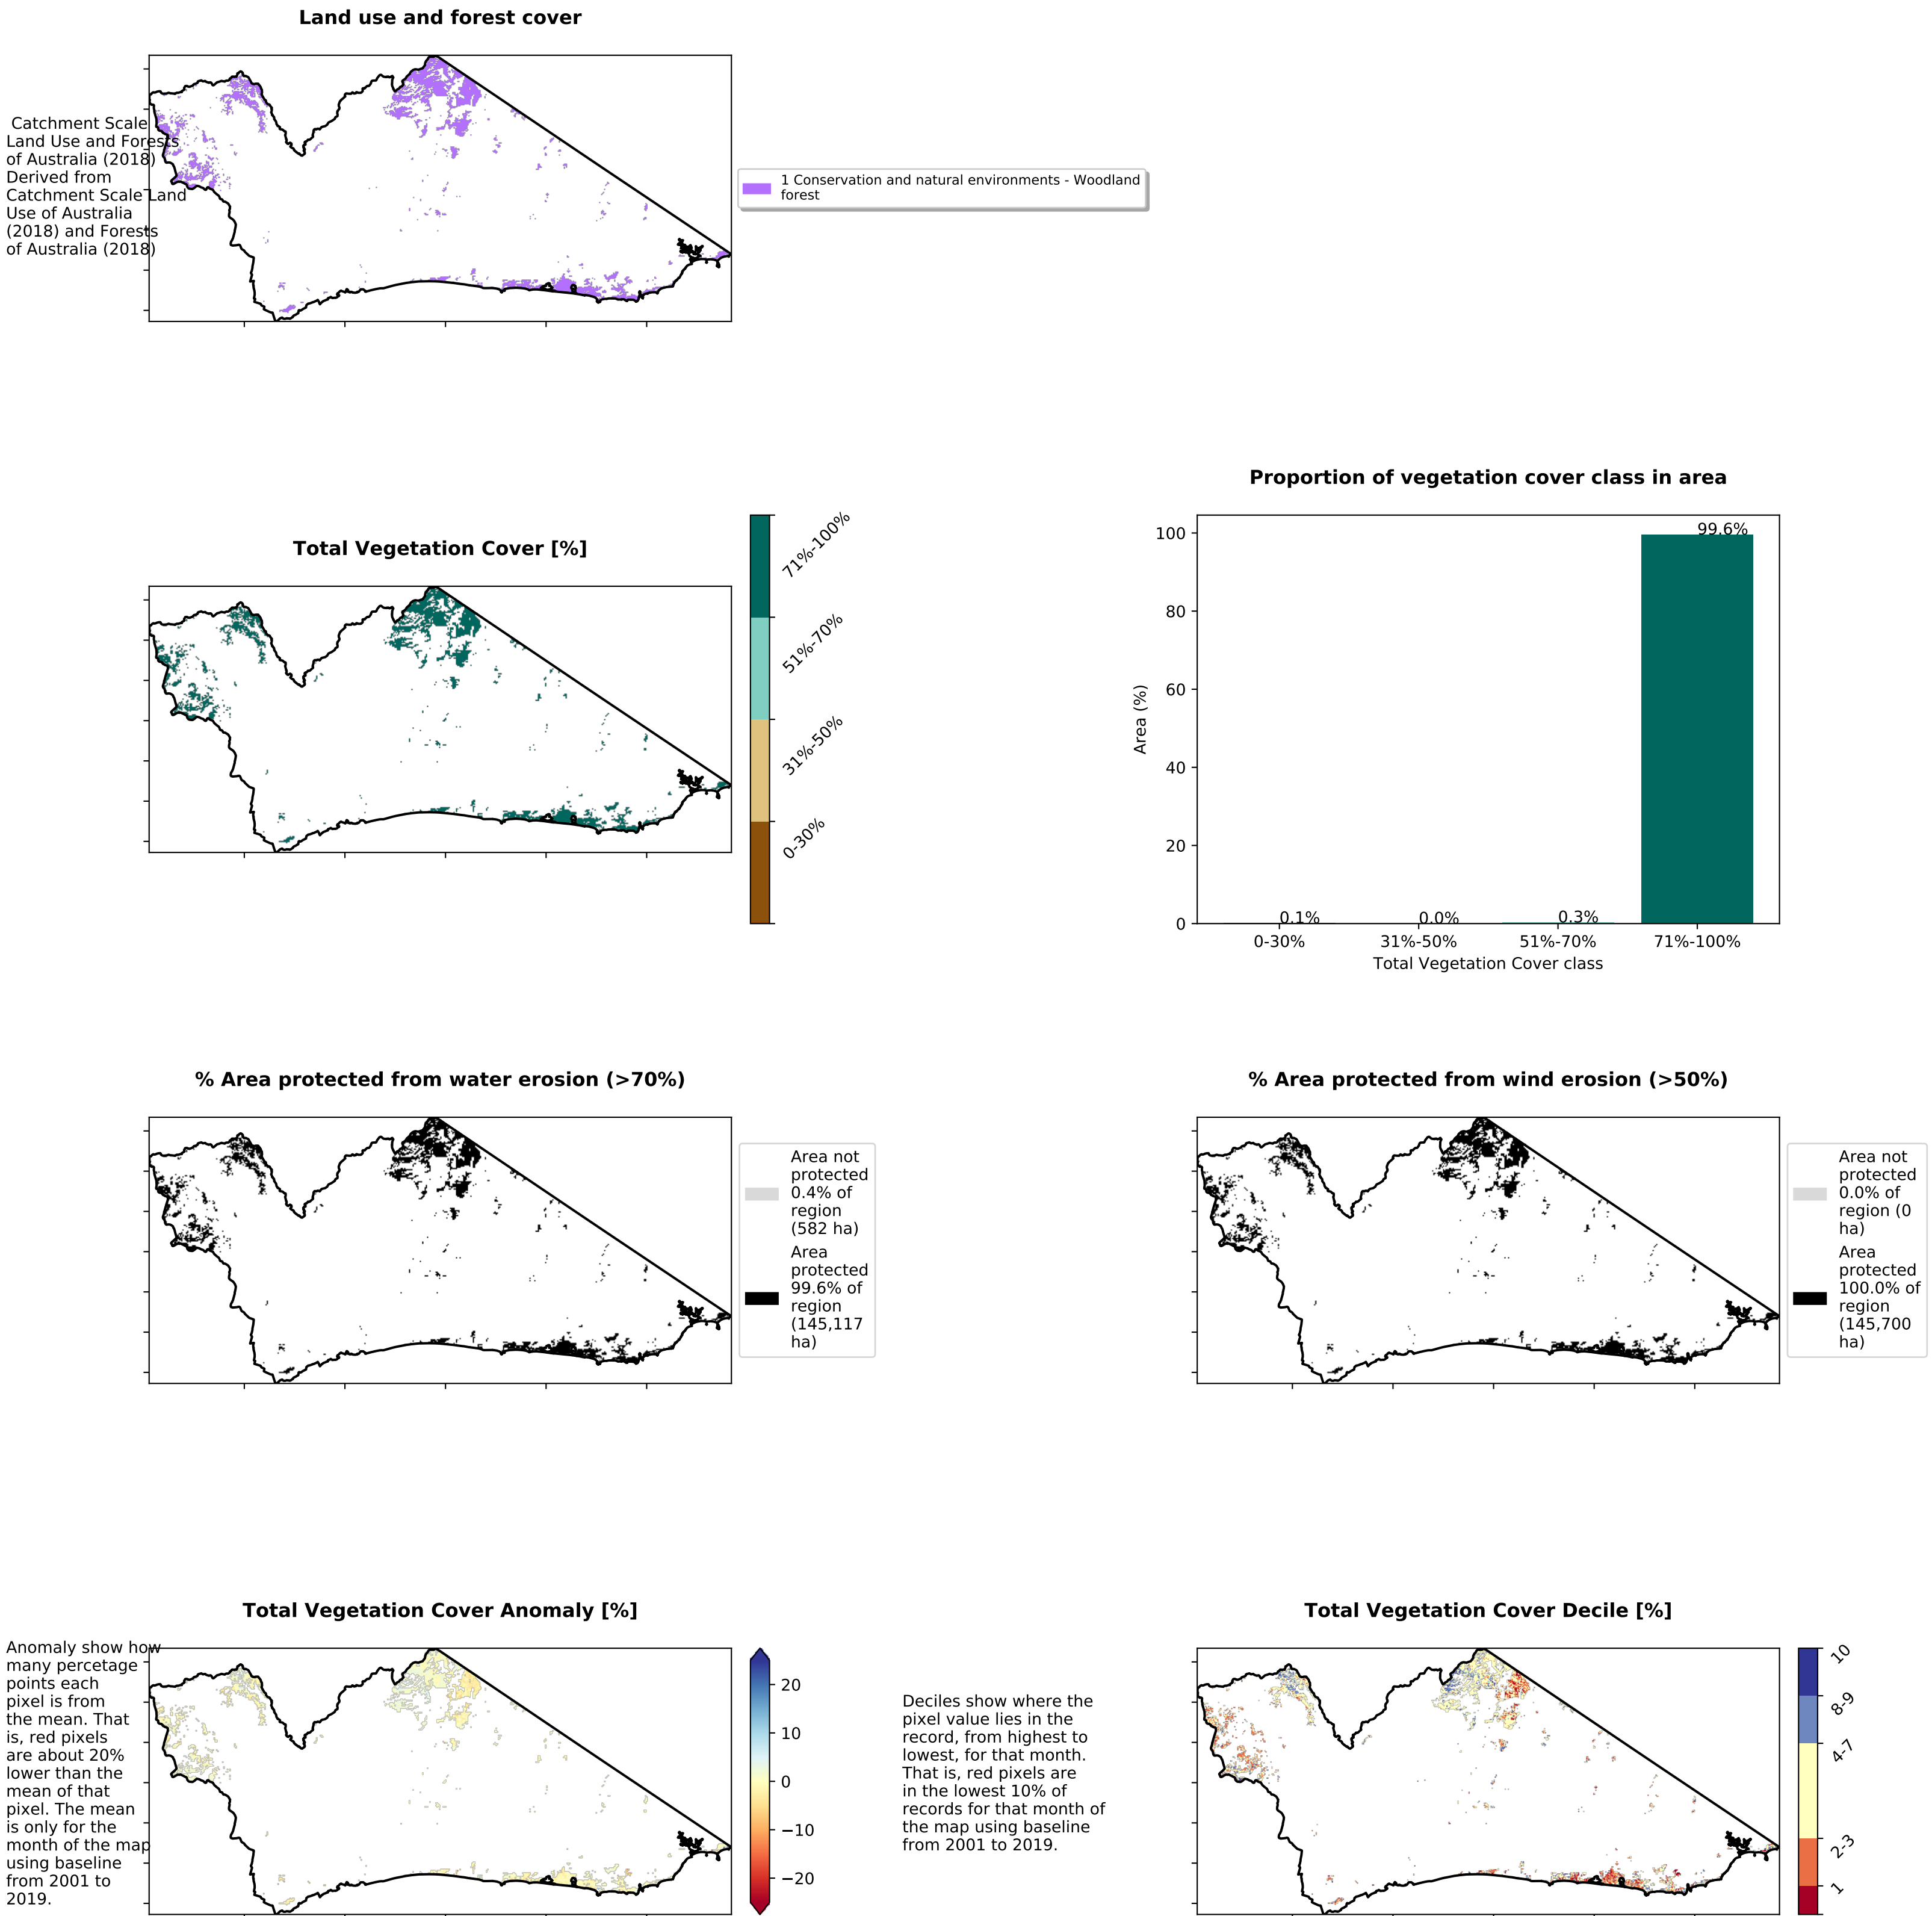 Land use and forest cover
Catchment Scale
Land Use and Forests
of Australia (2018)
Derived from
Catchment Scale Land
Use of Australia
(2018) and Forests
of Australia (2018)
1 Conservation and natural environments - Woodland
forest
Total Vegetation Cover [%]
71%-100%
51%-70%
31%-50%
0-30%
Proportion of vegetation cover class in area
Area (%)
100
80
60
40
20
0
0.1%
0.0%
0.3%
99.6%
0-30%
31%-50%
51%-70%
71%-100%
Total Vegetation Cover class
% Area protected from water erosion (>70%)
Area not
protected
0.4% of
region
(582 ha)
Area
protected
99.6% of
region
(145,117
ha)
% Area protected from wind erosion (>50%)
Area not
protected
0.0% of
region (0
ha)
Area
protected
100.0% of
region
(145,700
ha)
Total Vegetation Cover Anomaly [%]
Anomaly show how
many percetage
points each
pixel is from
the mean. That
is, red pixels
are about 20%
lower than the
mean of that
pixel. The mean
is only for the
month of the map
using baseline
from 2001 to
2019.
20
10
0
−10
−20
Total Vegetation Cover Decile [%]
Deciles show where the
pixel value lies in the
record, from highest to
lowest, for that month.
That is, red pixels are
in the lowest 10% of
records for that month of
the map using baseline
from 2001 to 2019.
10
8-9
4-7
2-3
1